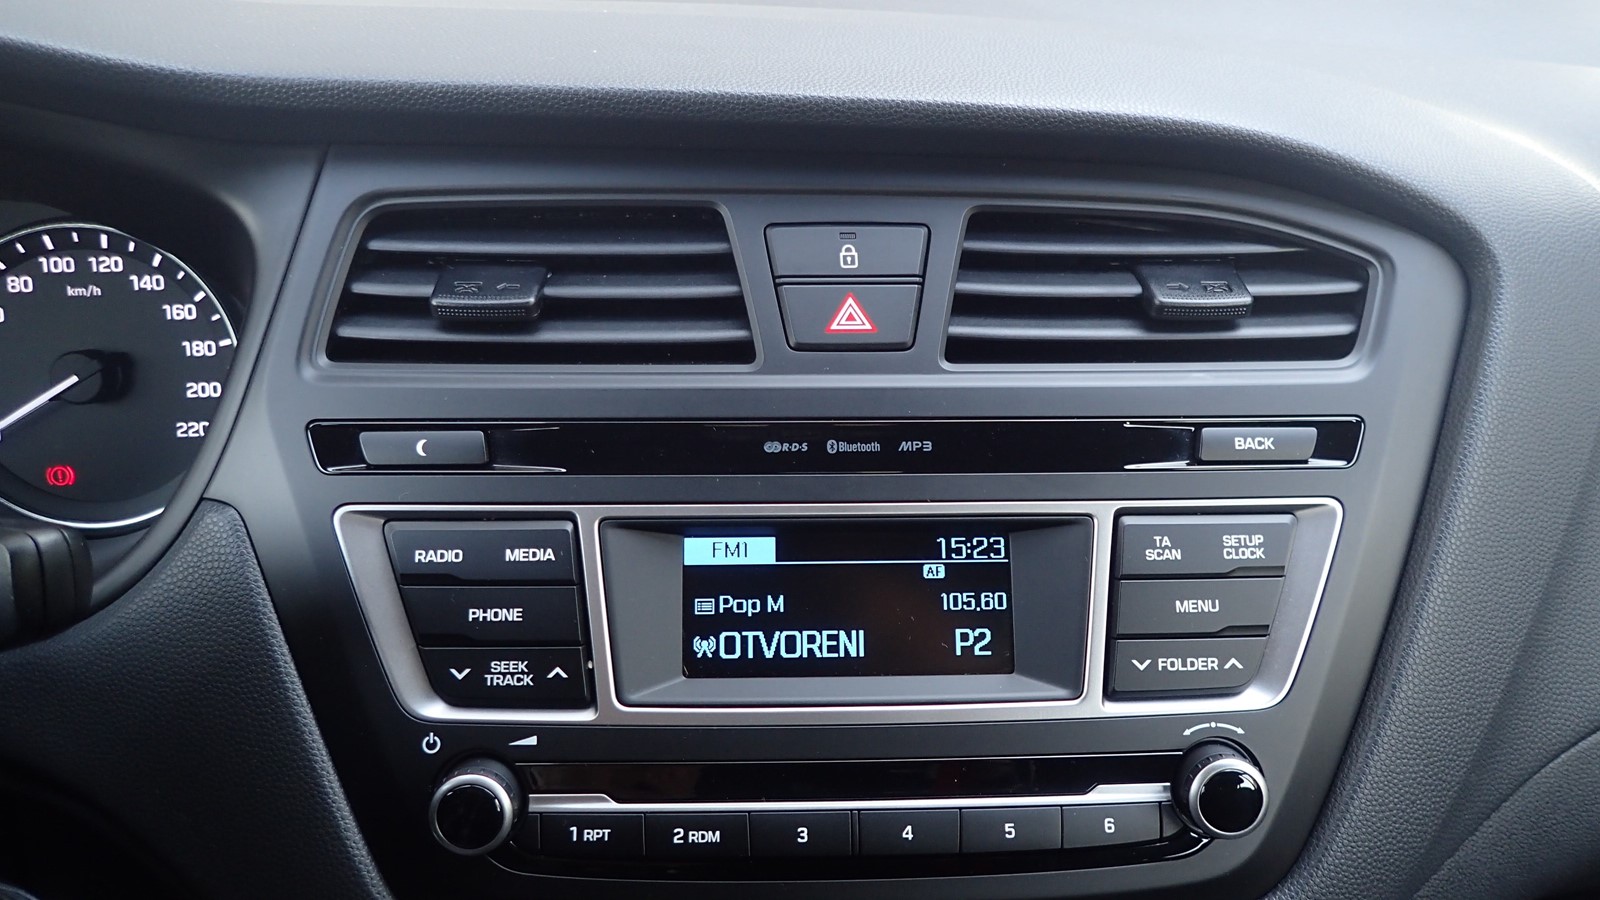 80 100 120 140 160 180 200 220
km/h
R·D·S Bluetooth MP3
BACK
RADIO MEDIA
PHONE
SEEK
TRACK
FM1 15:23
AF
Pop M 105.60
OTVORENI P2
TA
SCAN
SETUP
CLOCK
MENU
FOLDER
1 RPT 2 RDM 3 4 5 6